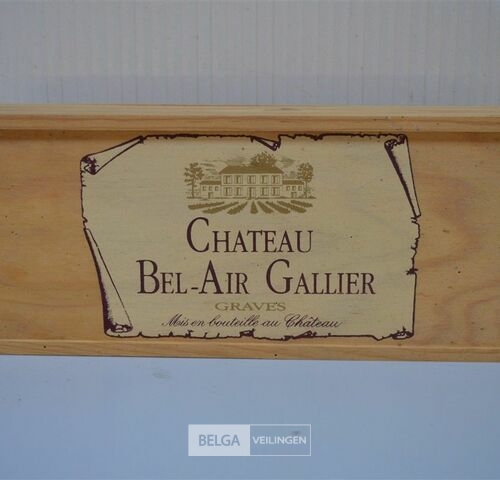 CHATEAU
BEL-AIR GALLIER
GRAVES
Mis en bouteille au Château
BELGA VEILINGEN